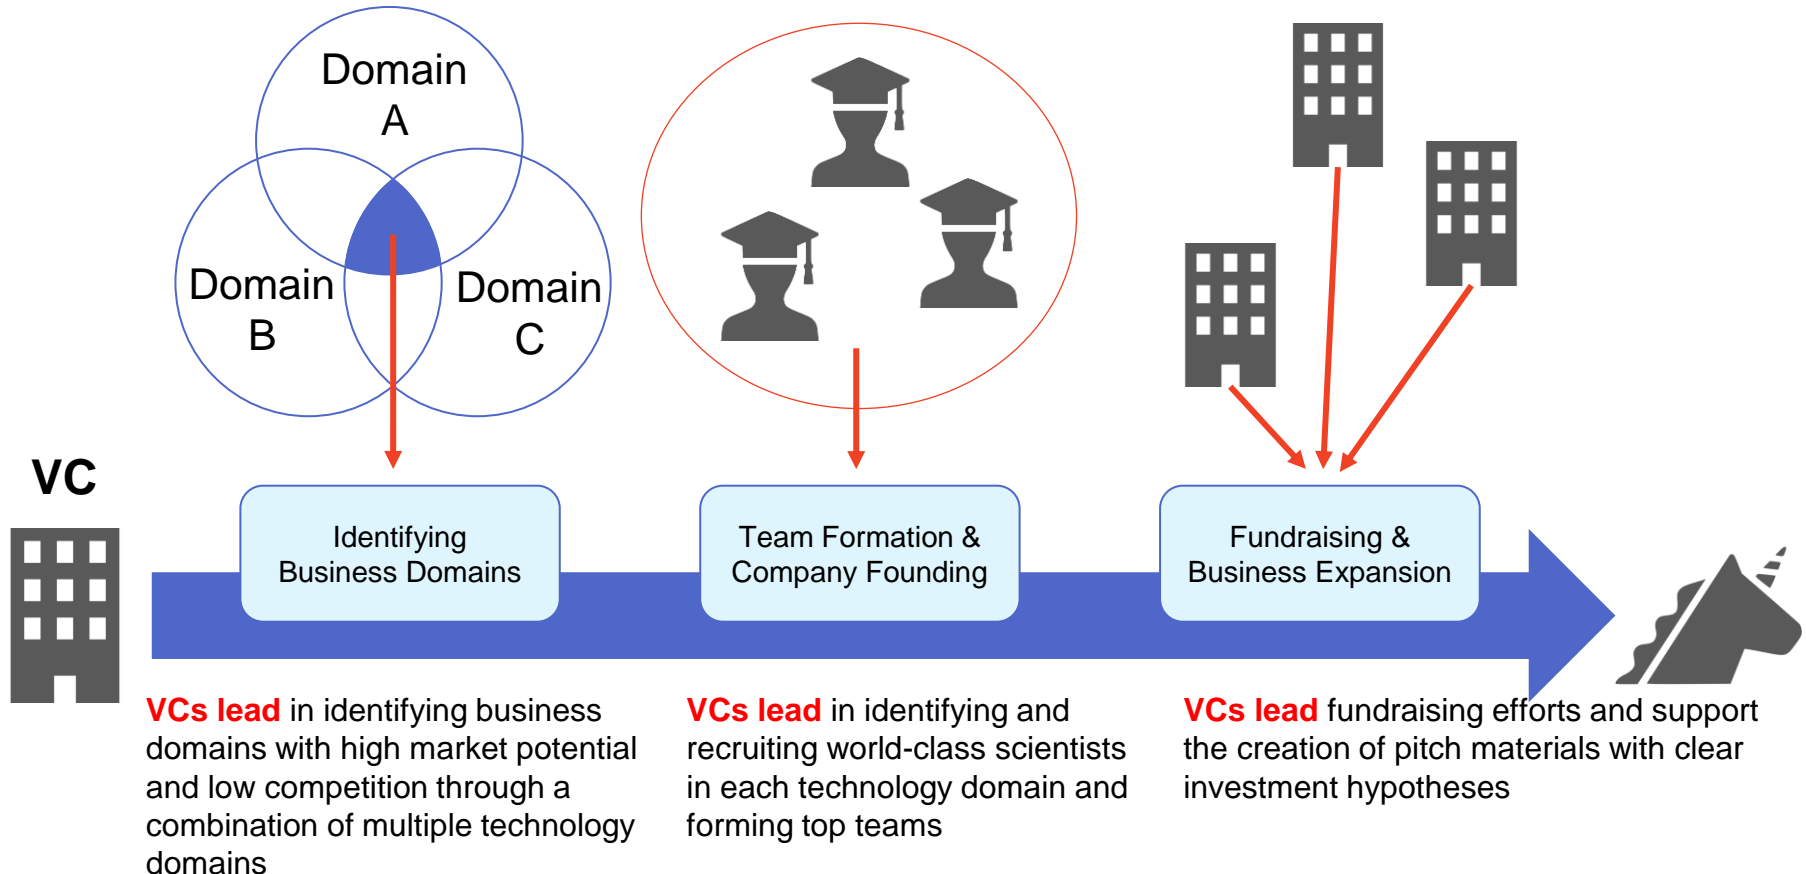 Domain
A
Domain
B
Domain
C
VC
Identifying
Business Domains
Team Formation &
Company Founding
Fundraising &
Business Expansion
VCs lead in identifying business
domains with high market potential
and low competition through a
combination of multiple technology
domains
VCs lead in identifying and
recruiting world-class scientists
in each technology domain and
forming top teams
VCs lead fundraising efforts and support
the creation of pitch materials with clear
investment hypotheses